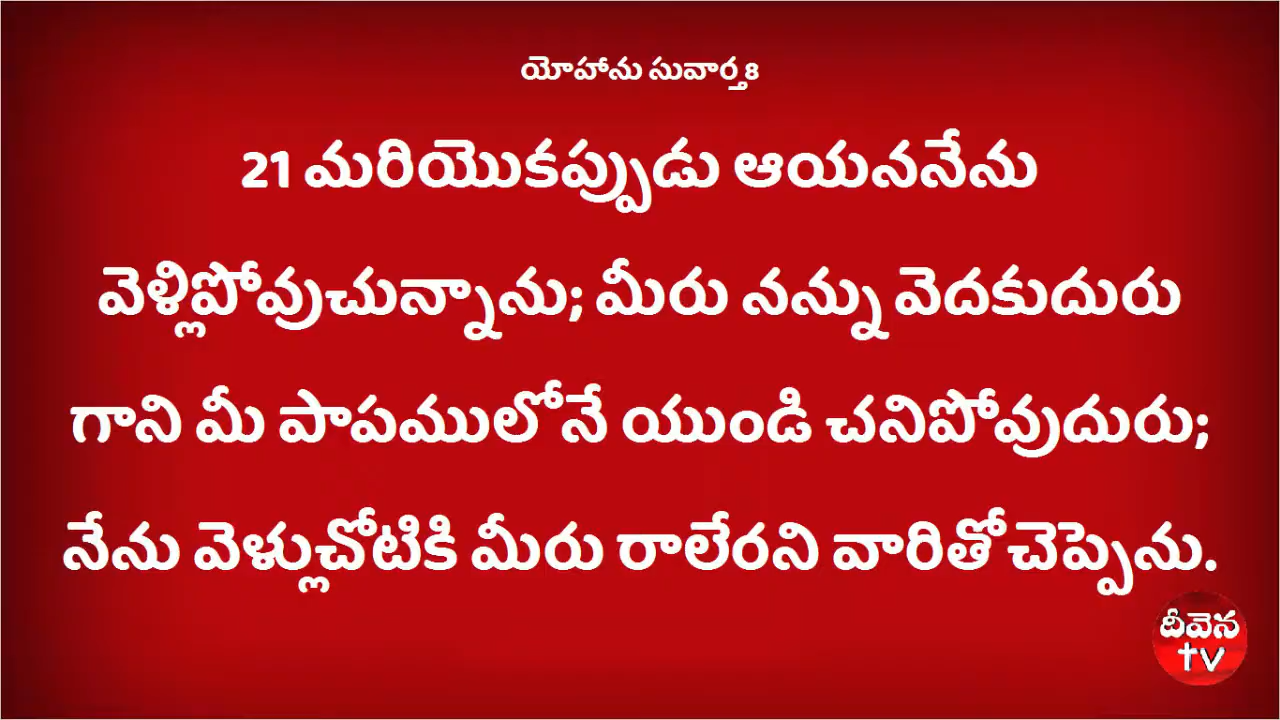 యోహాను సువార్త 8
21 మరియొకప్పుడు ఆయననేను
వెళ్లిపోవుచున్నాను; మీరు నన్ను వెదకుదురు
గాని మీ పాపములోనే యుండి చనిపోవుదురు;
నేను వెళ్లుచోటికి మీరు రాలేరని వారితోచెప్పెను.
దీవెన
tv